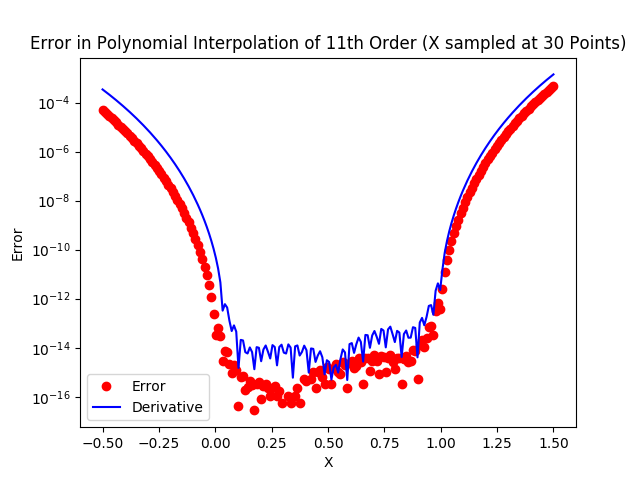 Error in Polynomial Interpolation of 11th Order (X sampled at 30 Points)
Error
10⁻⁴
10⁻⁶
10⁻⁸
10⁻¹⁰
10⁻¹²
10⁻¹⁴
10⁻¹⁶
Error
Derivative
−0.50 −0.25 0.00 0.25 0.50 0.75 1.00 1.25 1.50
X